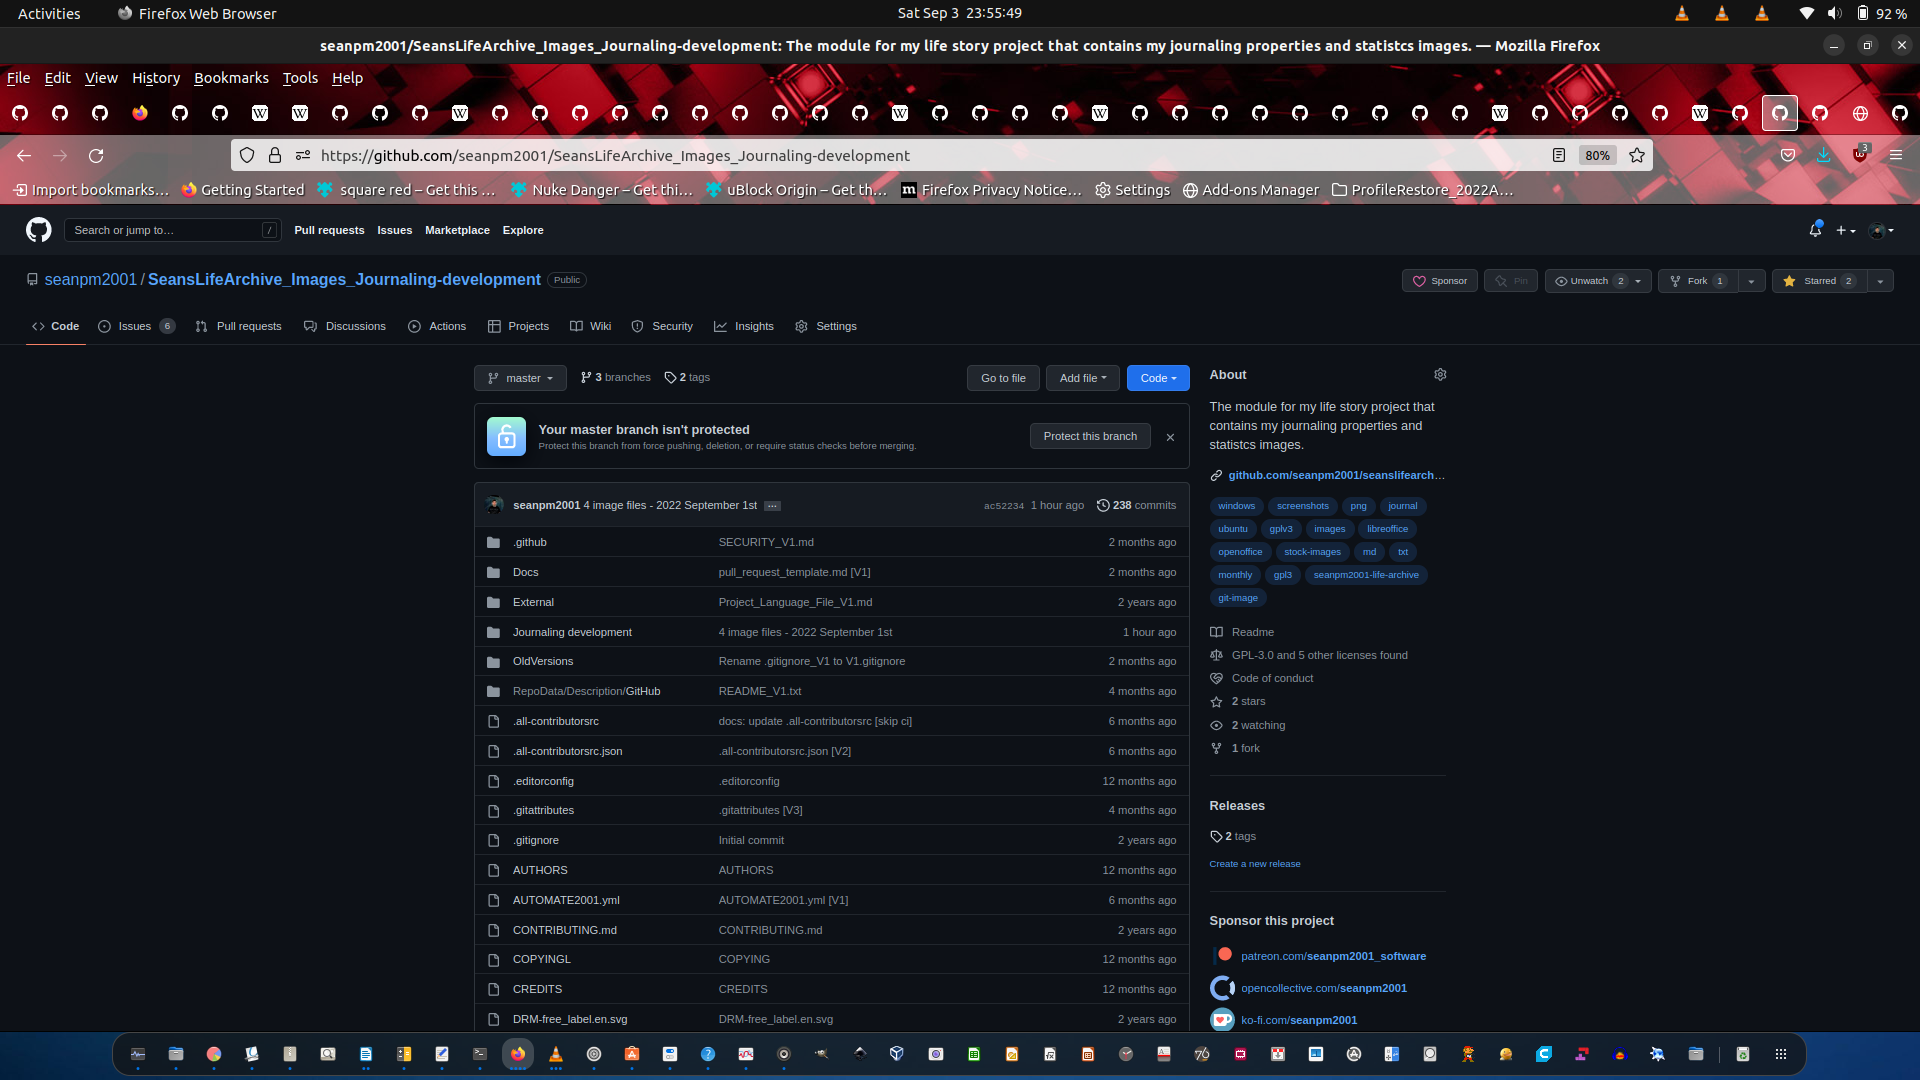 Activities Firefox Web Browser Sat Sep 3 23:55:49 92 %
seanpm2001/SeansLifeArchive_Images_Journaling-development: The module for my life story project that contains my journaling properties and statistcs images. — Mozilla Firefox
File Edit View History Bookmarks Tools Help
https://github.com/seanpm2001/SeansLifeArchive_Images_Journaling-development 80% 3
Import bookmarks… Getting Started square red – Get this … Nuke Danger – Get thi… uBlock Origin – Get th… Firefox Privacy Notice… Settings Add-ons Manager ProfileRestore_2022A…
Search or jump to… / Pull requests Issues Marketplace Explore
seanpm2001 / SeansLifeArchive_Images_Journaling-development Public Sponsor Pin Unwatch 2 Fork 1 Starred 2
Code Issues 6 Pull requests Discussions Actions Projects Wiki Security Insights Settings
master 3 branches 2 tags Go to file Add file Code
Your master branch isn't protected
Protect this branch from force pushing, deletion, or require status checks before merging.
Protect this branch
seanpm2001 4 image files - 2022 September 1st … ac52234 1 hour ago 238 commits
.github SECURITY_V1.md 2 months ago
Docs pull_request_template.md [V1] 2 months ago
External Project_Language_File_V1.md 2 years ago
Journaling development 4 image files - 2022 September 1st 1 hour ago
OldVersions Rename .gitignore_V1 to V1.gitignore 2 months ago
RepoData/Description/GitHub README_V1.txt 4 months ago
.all-contributorsrc docs: update .all-contributorsrc [skip ci] 6 months ago
.all-contributorsrc.json .all-contributorsrc.json [V2] 6 months ago
.editorconfig .editorconfig 12 months ago
.gitattributes .gitattributes [V3] 4 months ago
.gitignore Initial commit 2 years ago
AUTHORS AUTHORS 12 months ago
AUTOMATE2001.yml AUTOMATE2001.yml [V1] 6 months ago
CONTRIBUTING.md CONTRIBUTING.md 2 years ago
COPYINGL COPYING 12 months ago
CREDITS CREDITS 12 months ago
DRM-free_label.en.svg DRM-free_label.en.svg 2 years ago
About
The module for my life story project that
contains my journaling properties and
statistcs images.
github.com/seanpm2001/seanslifearch…
windows screenshots png journal
ubuntu gplv3 images libreoffice
openoffice stock-images md txt
monthly gpl3 seanpm2001-life-archive
git-image
Readme
GPL-3.0 and 5 other licenses found
Code of conduct
2 stars
2 watching
1 fork
Releases
2 tags
Create a new release
Sponsor this project
patreon.com/seanpm2001_software
opencollective.com/seanpm2001
ko-fi.com/seanpm2001